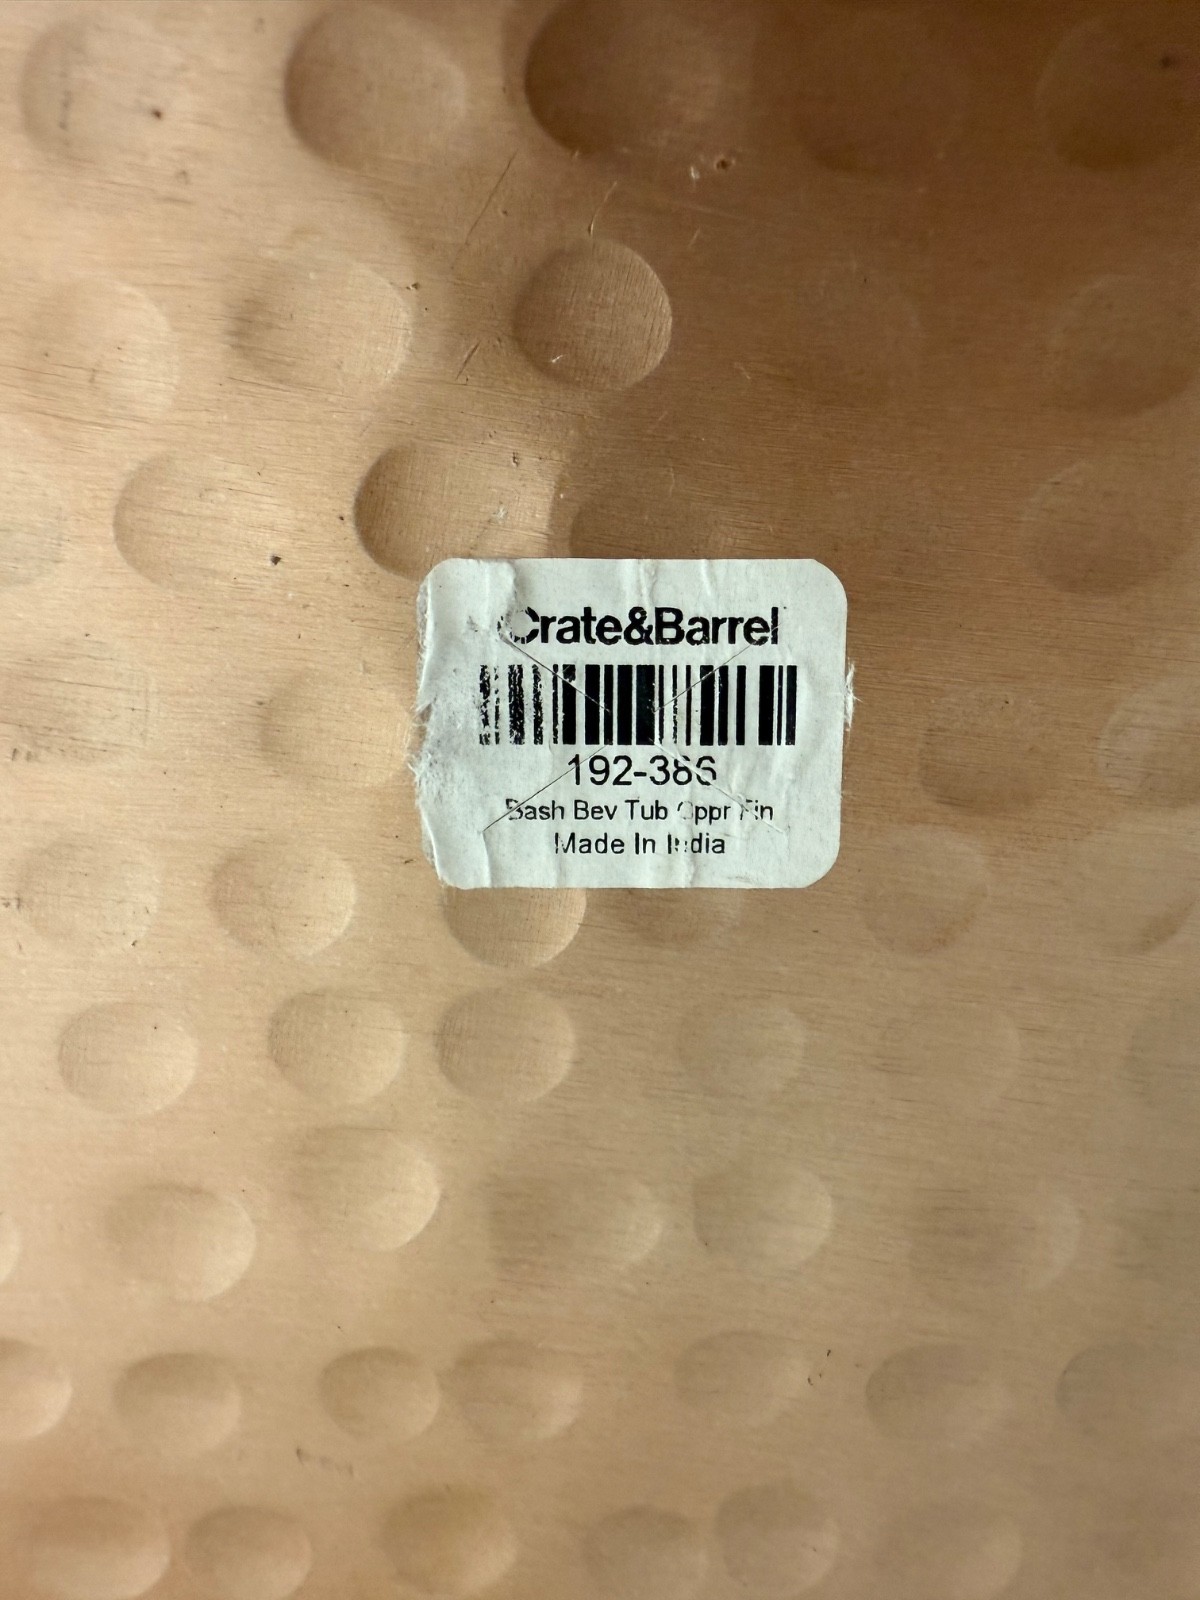 Crate&Barrel
192-386
Bash Bev Tub Cppr Fin
Made In India